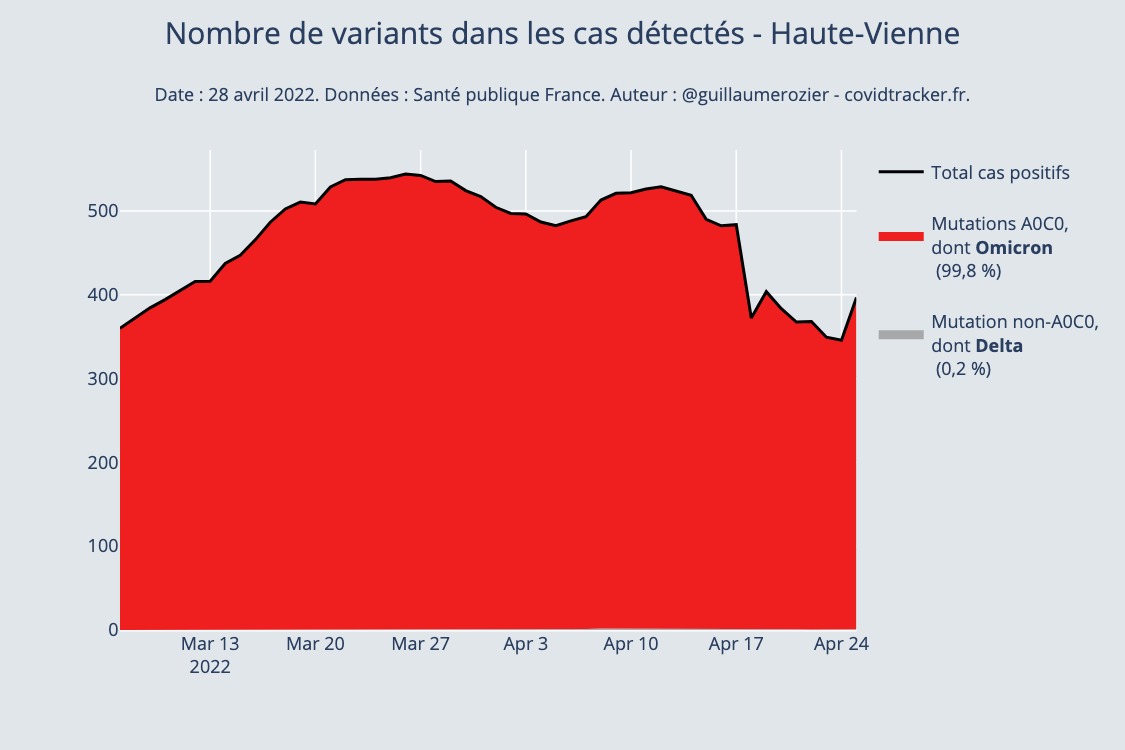 Nombre de variants dans les cas détectés - Haute-Vienne
Date : 28 avril 2022. Données : Santé publique France. Auteur : @guillaumerozier - covidtracker.fr.
Total cas positifs
Mutations A0C0,
dont Omicron
(99,8 %)
Mutation non-A0C0,
dont Delta
(0,2 %)
500
400
300
200
100
0
Mar 13
2022
Mar 20
Mar 27
Apr 3
Apr 10
Apr 17
Apr 24